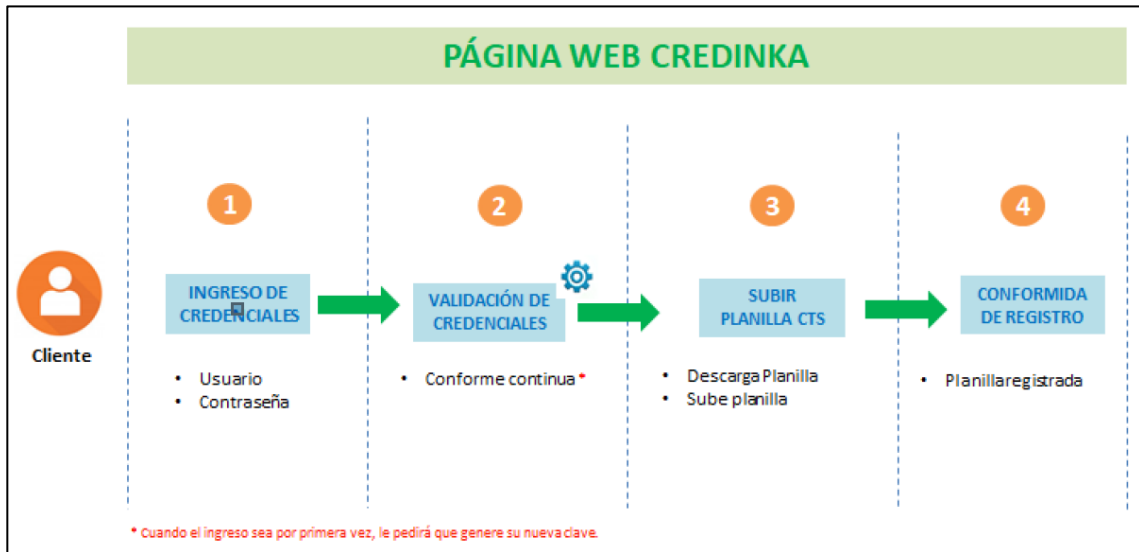 PÁGINA WEB CREDINKA
1
2
3
4
INGRESO DE
CREDENCIALES
VALIDACIÓN DE
CREDENCIALES
SUBIR
PLANILLA CTS
CONFORMIDA
DE REGISTRO
Cliente
• Usuario
• Contraseña
• Conforme continua *
• Descarga Planilla
• Sube planilla
• Planilla registrada
* Cuando el ingreso sea por primera vez, le pedirá que genere su nueva clave.